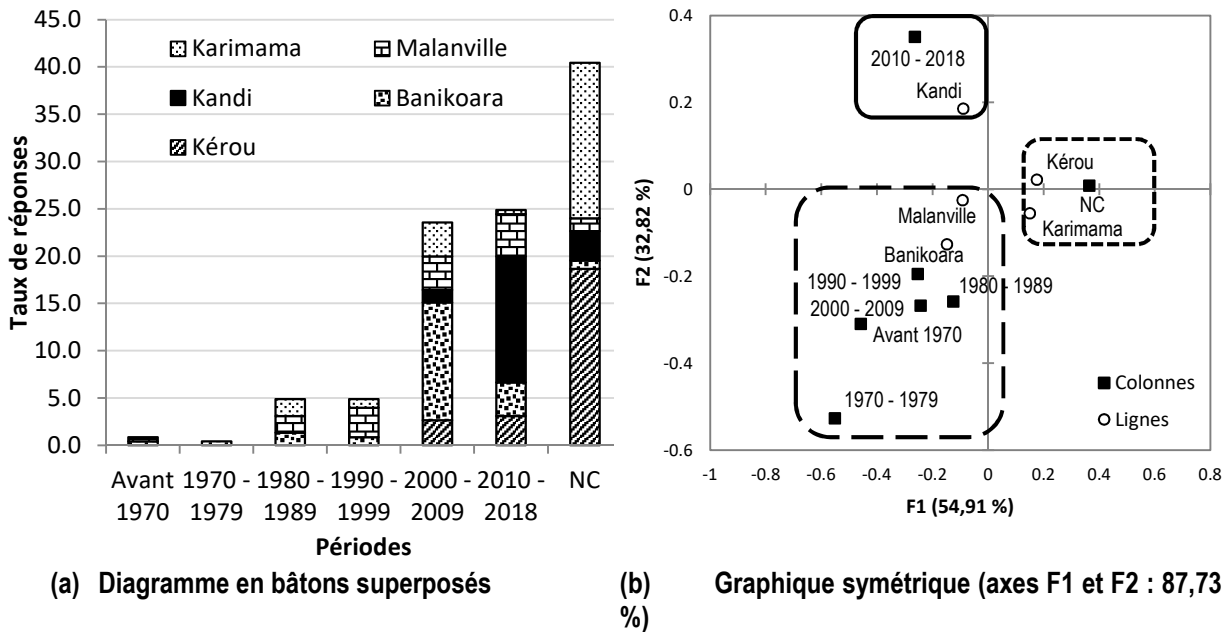 45.0
40.0
35.0
30.0
25.0
20.0
15.0
10.0
5.0
0.0
Taux de réponses
Karimama Malanville
Kandi Banikoara
Kérou
Avant 1970 - 1980 - 1990 - 2000 - 2010 - NC
1970 1979 1989 1999 2009 2018
Périodes
(a) Diagramme en bâtons superposés
0.4
0.2
0
-0.2
-0.4
-0.6
F2 (32,82 %)
2010 - 2018
Kandi
Kérou
NC
Karimama
Malanville
Banikoara
1990 - 1999
1980 - 1989
2000 - 2009
Avant 1970
1970 - 1979
Colonnes
Lignes
-1 -0.8 -0.6 -0.4 -0.2 0 0.2 0.4 0.6 0.8
F1 (54,91 %)
(b) Graphique symétrique (axes F1 et F2 : 87,73
%)